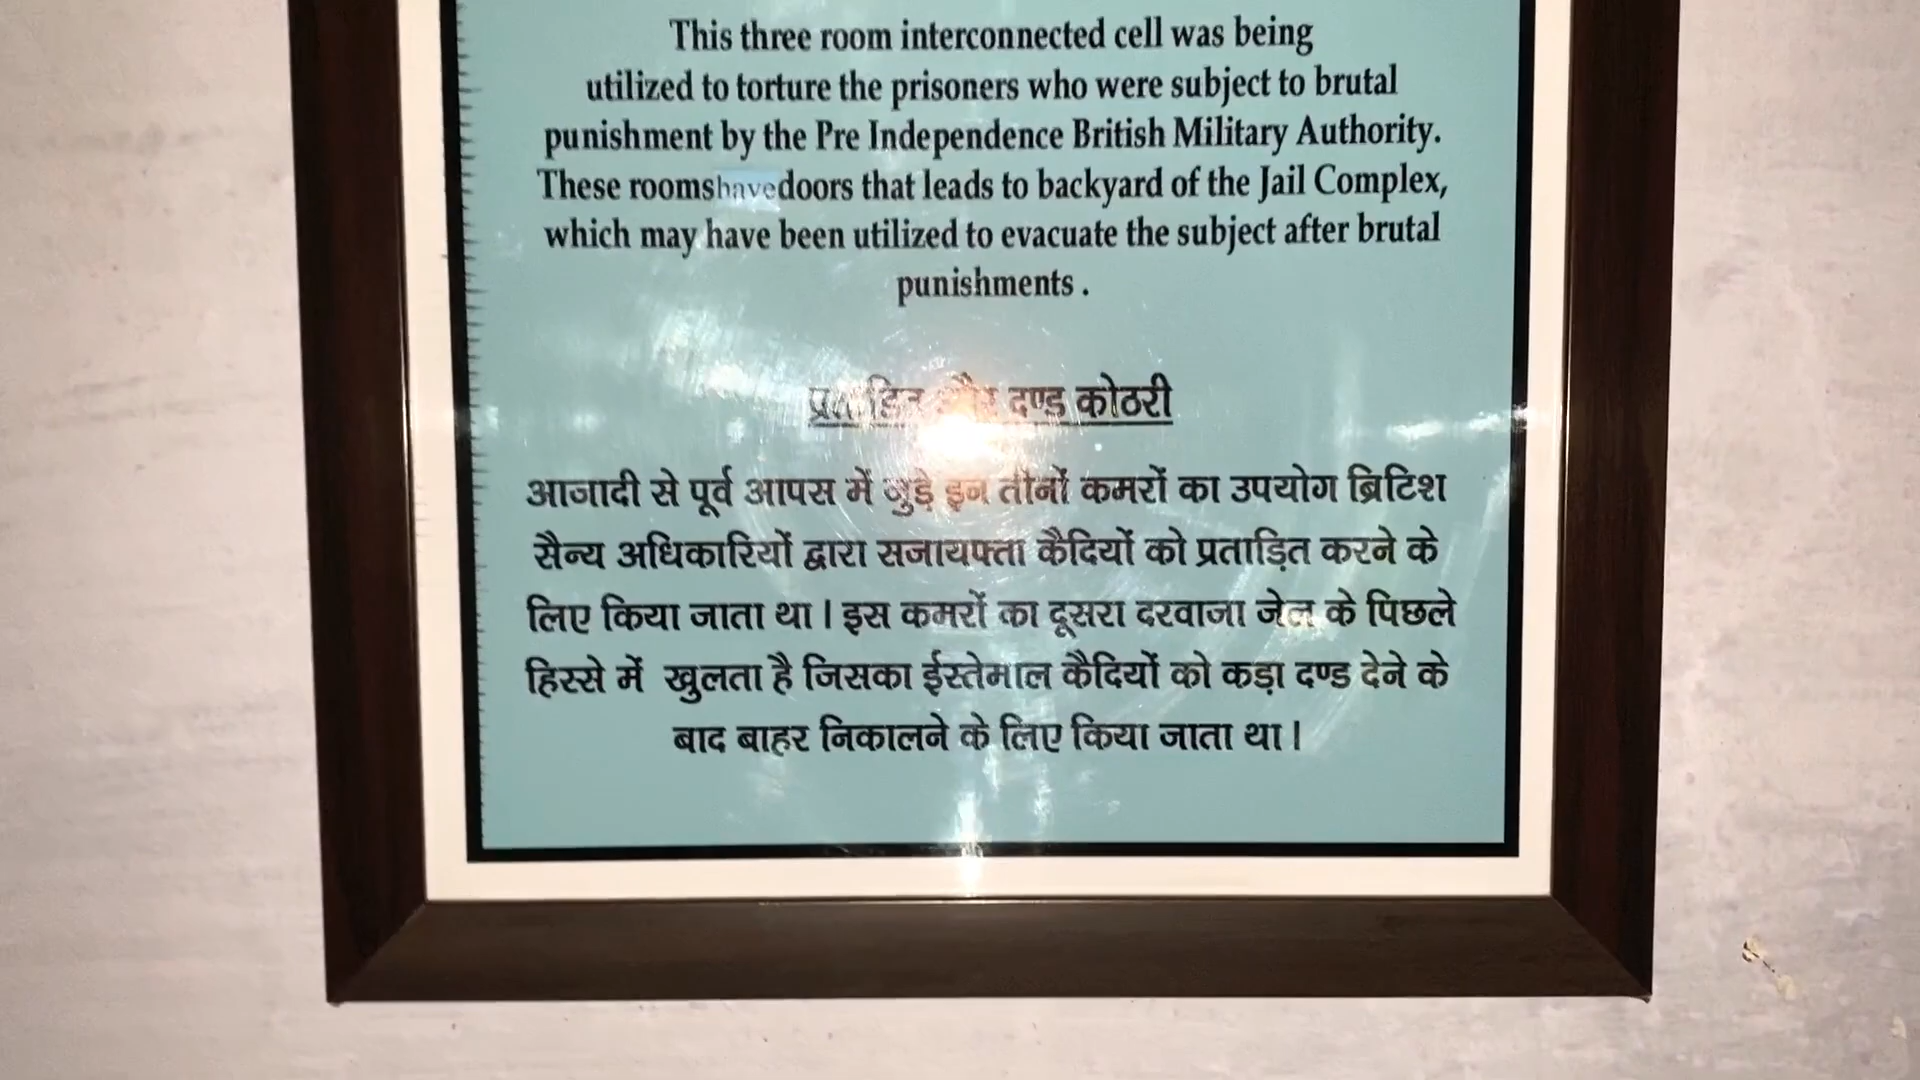 This three room interconnected cell was being
utilized to torture the prisoners who were subject to brutal
punishment by the Pre Independence British Military Authority.
These rooms have doors that leads to backyard of the Jail Complex,
which may have been utilized to evacuate the subject after brutal
punishments .
दण्ड कोठरी
आजादी से पूर्व आपस में जुड़े इन तीनों कमरों का उपयोग ब्रिटिश
सैन्य अधिकारियों द्वारा सजायफ्ता कैदियों को प्रताड़ित करने के
लिए किया जाता था । इस कमरों का दूसरा दरवाजा जेल के पिछले
हिस्से में खुलता है जिसका ईस्तेमाल कैदियों को कड़ा दण्ड देने के
बाद बाहर निकालने के लिए किया जाता था ।